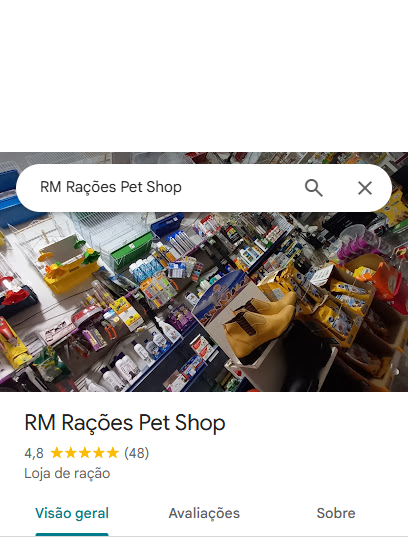 RM Rações Pet Shop
RM Rações Pet Shop
4,8 (48)
Loja de ração
Visão geral Avaliações Sobre